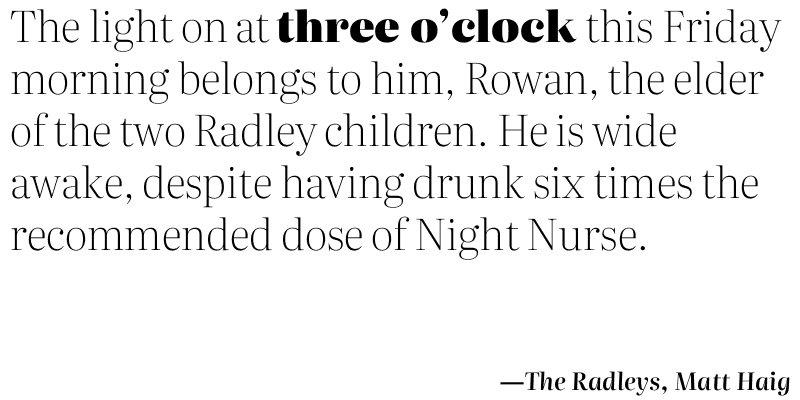 The light on at three o’clock this Friday
morning belongs to him, Rowan, the elder
of the two Radley children. He is wide
awake, despite having drunk six times the
recommended dose of Night Nurse.
—The Radleys, Matt Haig